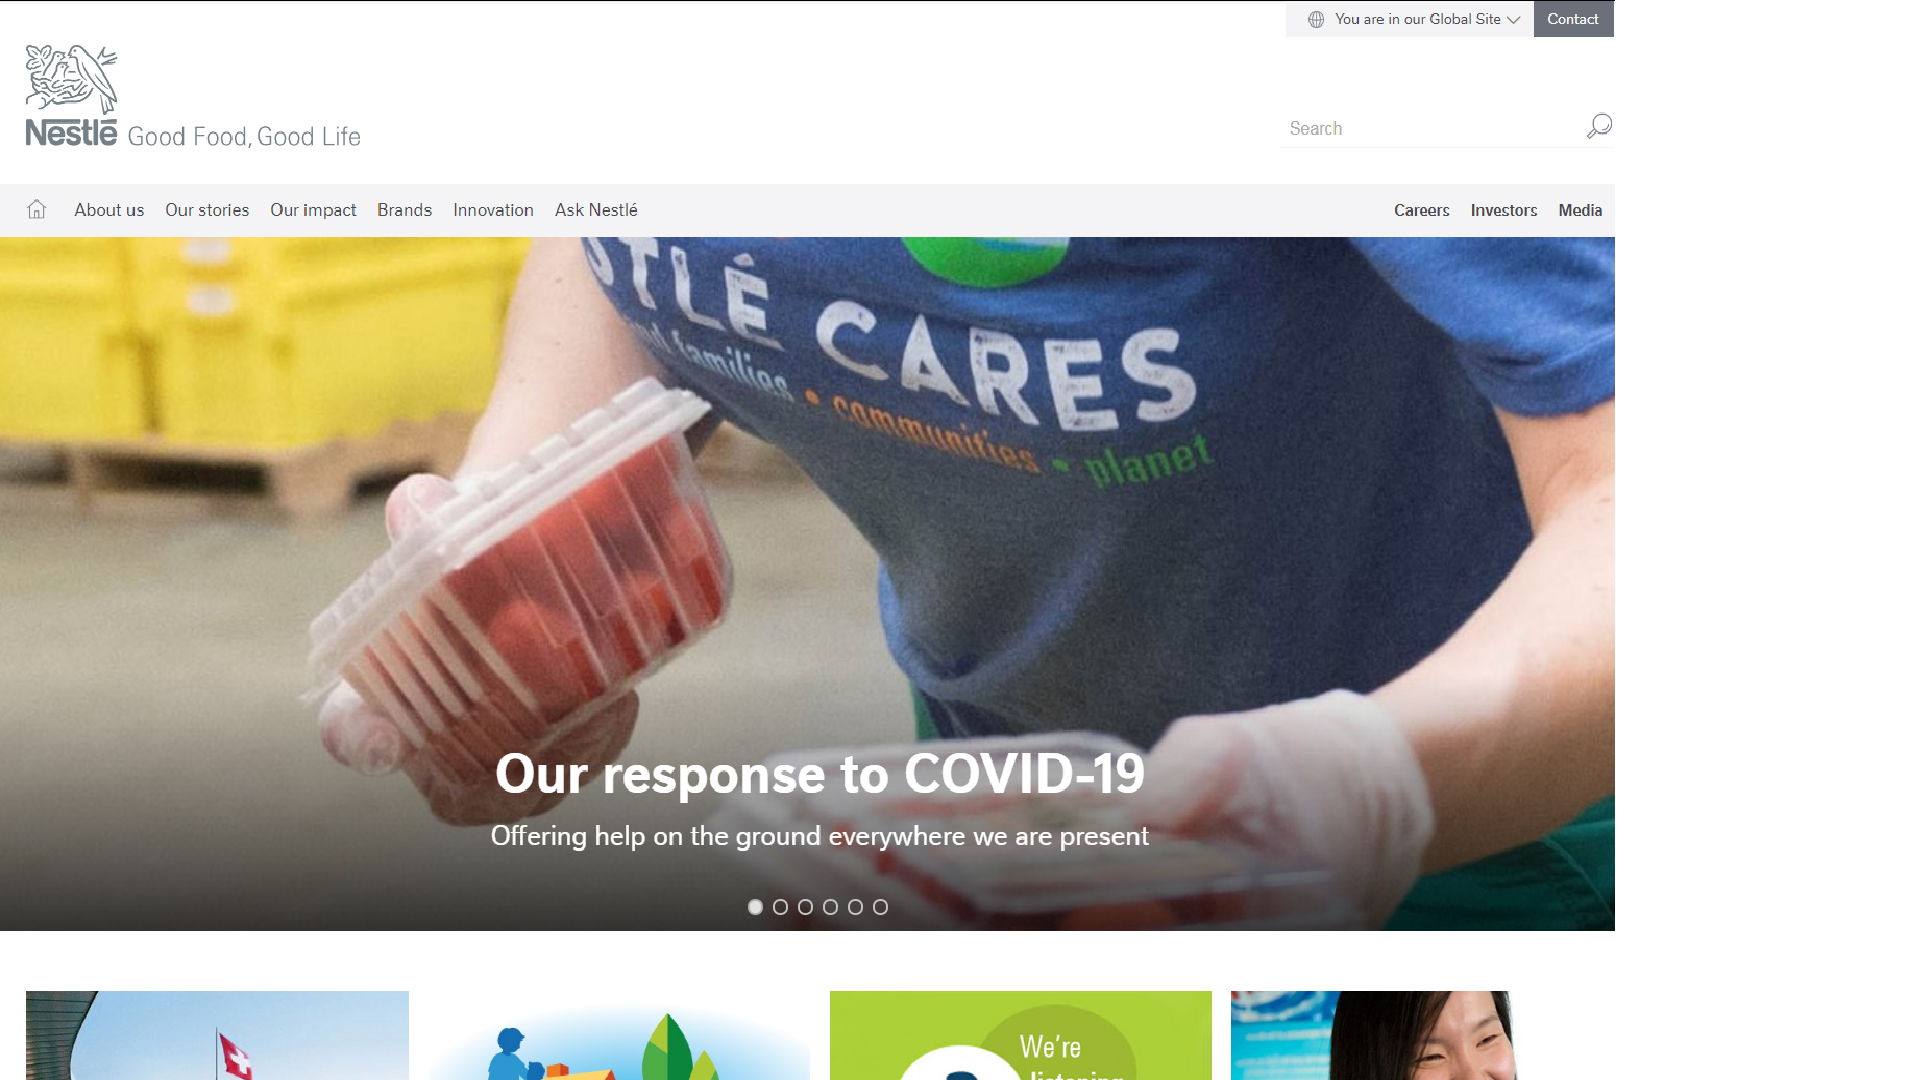 You are in our Global Site
Contact
Nestlé Good Food, Good Life
Search
About us Our stories Our impact Brands Innovation Ask Nestlé
Careers Investors Media
CARES
families • communities • planet
Our response to COVID-19
Offering help on the ground everywhere we are present
We're
listening